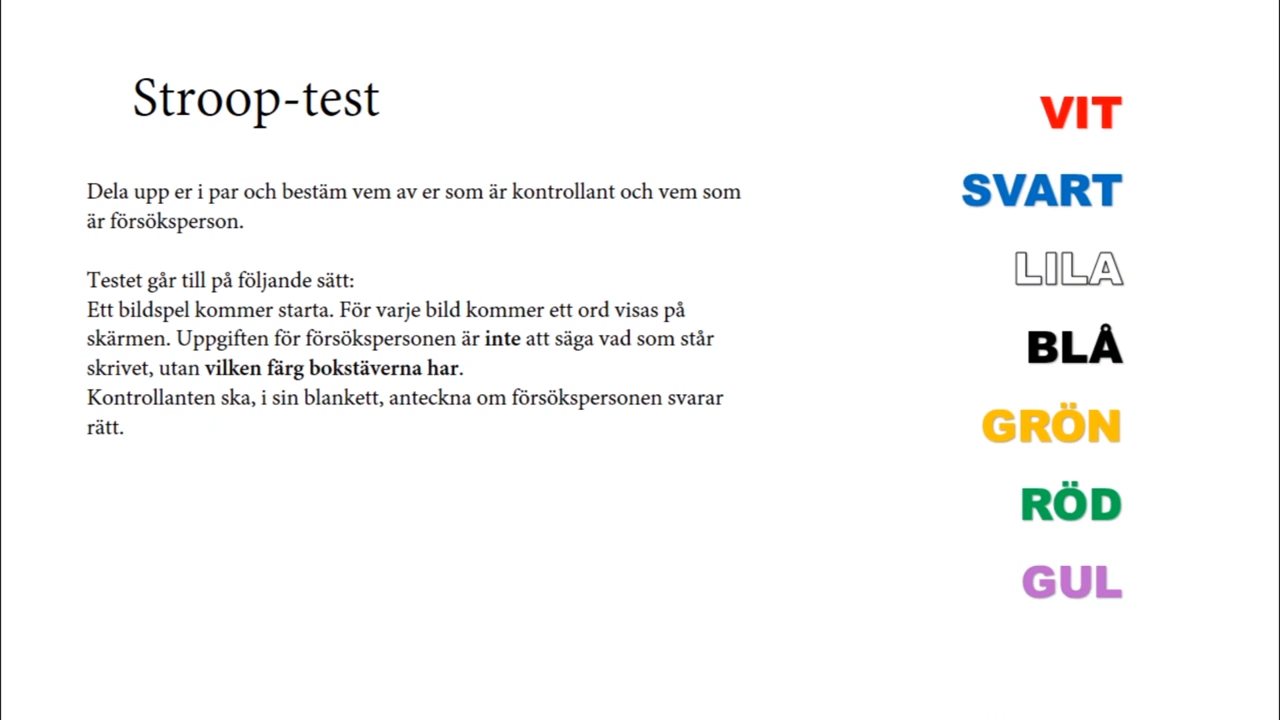 Stroop-test
Dela upp er i par och bestäm vem av er som är kontrollant och vem som
är försöksperson.
Testet går till på följande sätt:
Ett bildspel kommer starta. För varje bild kommer ett ord visas på
skärmen. Uppgiften för försökspersonen är inte att säga vad som står
skrivet, utan vilken färg bokstäverna har.
Kontrollanten ska, i sin blankett, anteckna om försökspersonen svarar
rätt.
VIT
SVART
LILA
BLÅ
GRÖN
RÖD
GUL